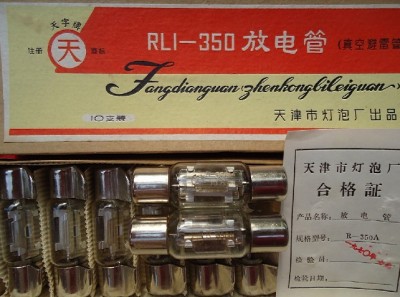 天字牌
注册 天 商标
RLI-350 放电管 (真空避雷管
Fangdianguan (zhenkongbileiguan)
天津市灯泡厂出品
10支装
天津市灯泡厂
合格証
产品名称: 放电管
规格型号: R-350A
检验员:
检装日期: